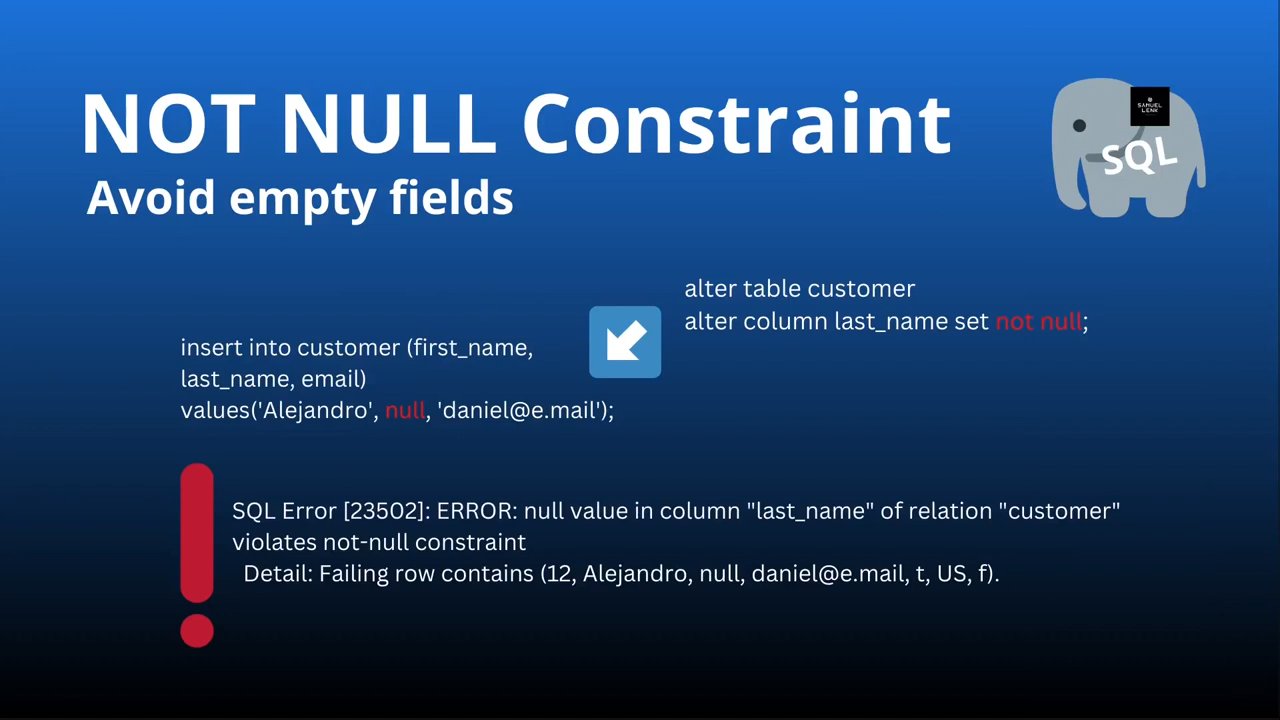 NOT NULL Constraint
Avoid empty fields
SAMUEL
LENK
SQL
alter table customer
alter column last_name set not null;
insert into customer (first_name,
last_name, email)
values('Alejandro', null, 'daniel@e.mail');
SQL Error [23502]: ERROR: null value in column "last_name" of relation "customer"
violates not-null constraint
Detail: Failing row contains (12, Alejandro, null, daniel@e.mail, t, US, f).